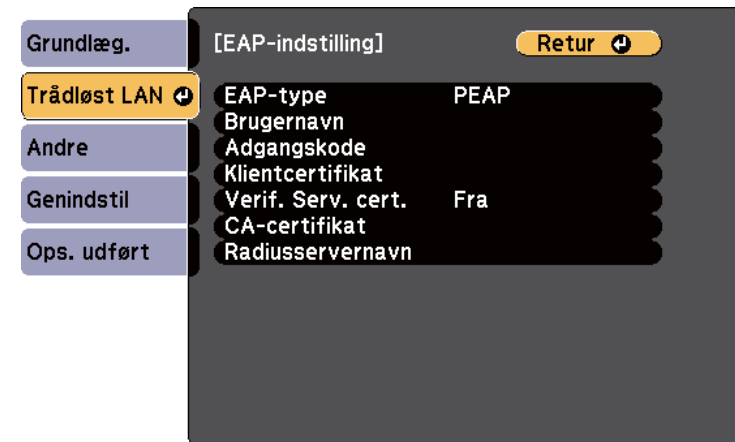 Grundlæg.
Trådløst LAN
Andre
Genindstil
Ops. udført
[EAP-indstilling]
Retur
EAP-type PEAP
Brugernavn
Adgangskode
Klientcertifikat
Verif. Serv. cert. Fra
CA-certifikat
Radiusservernavn